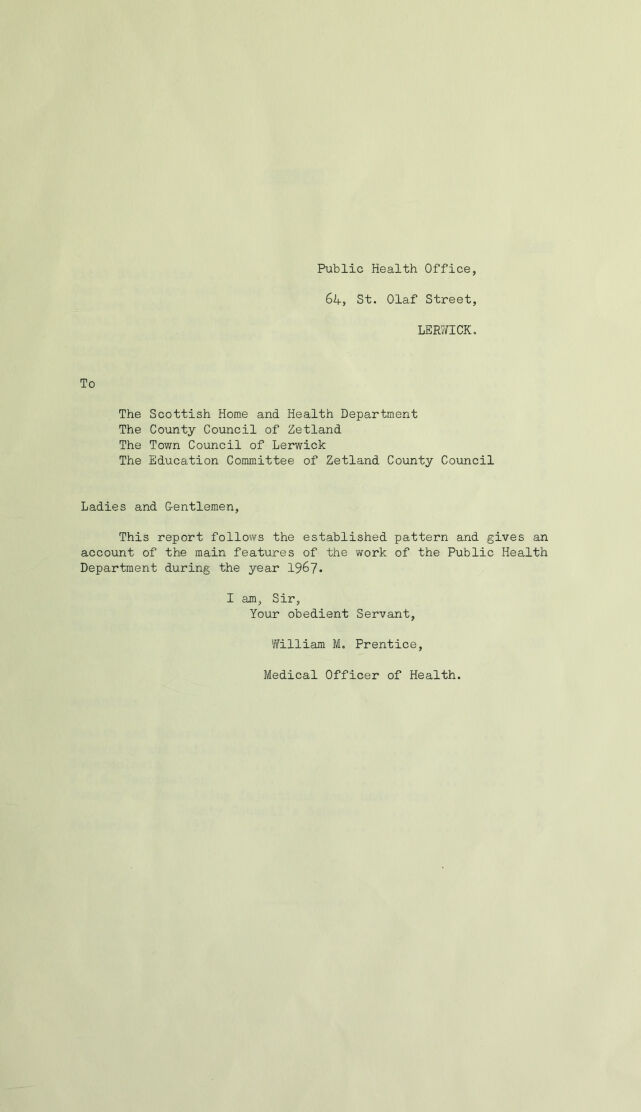 Public Health Office,
64, St. Olaf Street,
LERWICK.
To
The Scottish Home and Health Department
The County Council of Zetland
The Town Council of Lerwick
The Education Committee of Zetland County Council
Ladies and Gentlemen,
This report follows the established pattern and gives an
account of the main features of the work of the Public Health
Department during the year 1967.
I am, Sir,
Your obedient Servant,
William M. Prentice,
Medical Officer of Health.